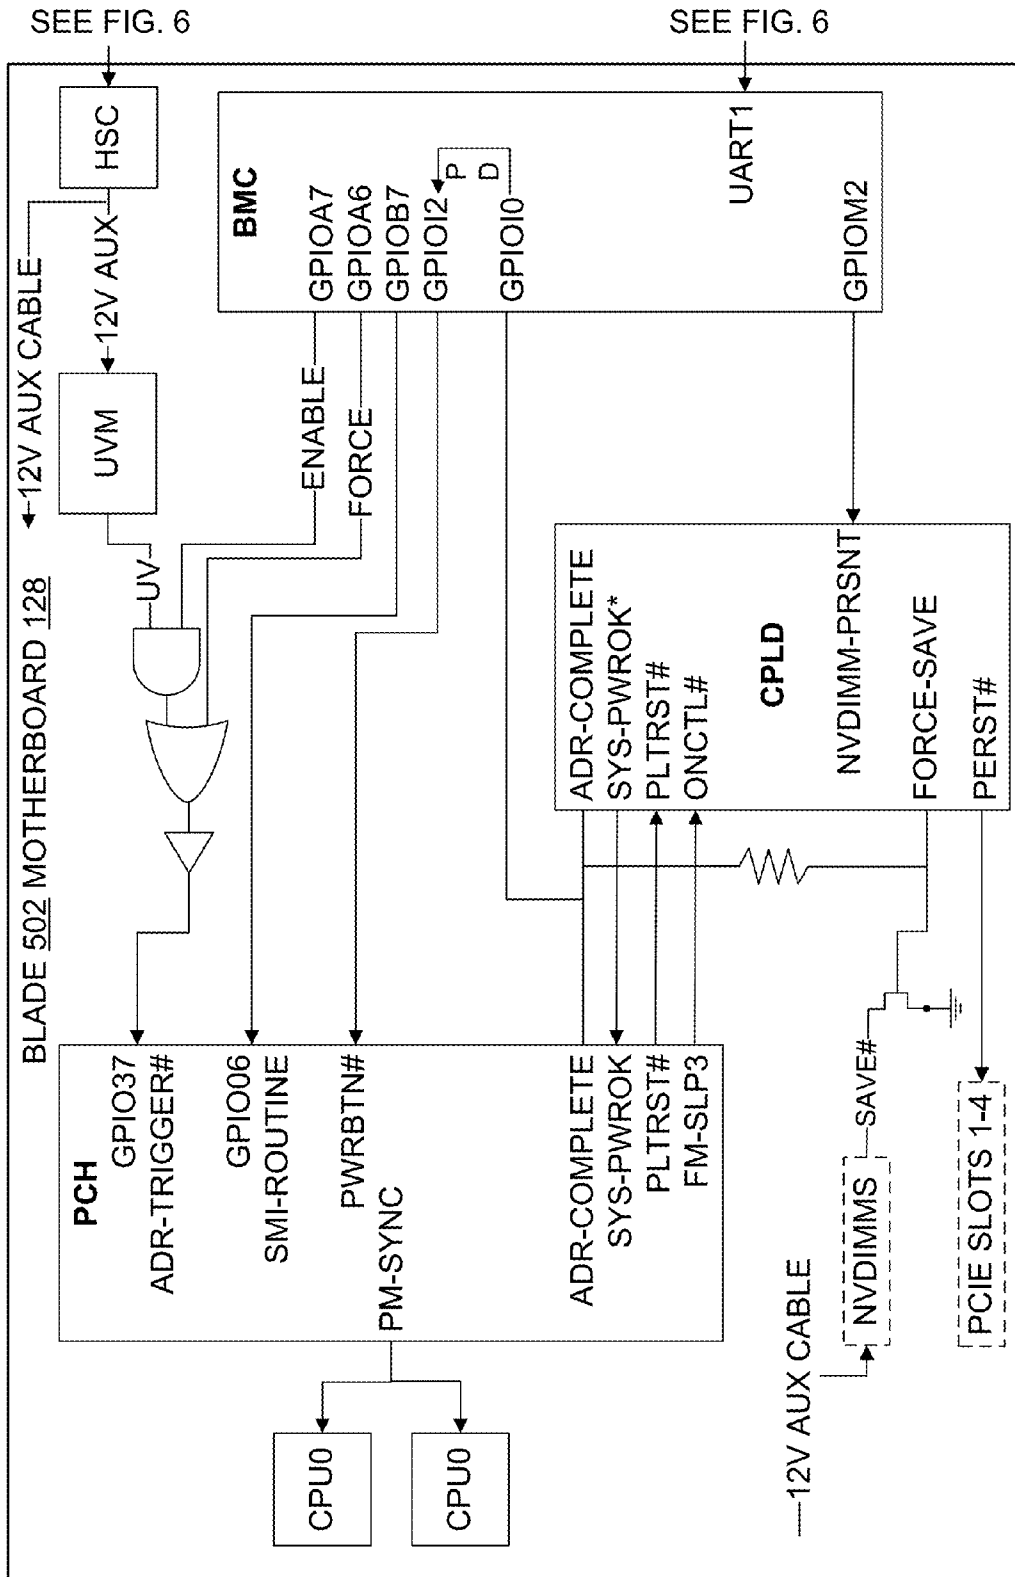 SEE FIG. 6
SEE FIG. 6
BLADE 502 MOTHERBOARD 128
12V AUX CABLE
HSC
12V AUX
UVM
UV
BMC
GPIOA7
GPIOA6
GPIOB7
GPIOI2
P
D
GPIOI0
UART1
GPIOM2
ENABLE
FORCE
CPLD
ADR-COMPLETE
SYS-PWROK*
PLTRST#
ONCTL#
NVDIMM-PRSNT
FORCE-SAVE
PERST#
PCH
GPIO37
ADR-TRIGGER#
GPIO06
SMI-ROUTINE
PWRBTN#
PM-SYNC
ADR-COMPLETE
SYS-PWROK
PLTRST#
FM-SLP3
SAVE#
NVDIMMS
PCIE SLOTS 1-4
12V AUX CABLE
CPU0
CPU0